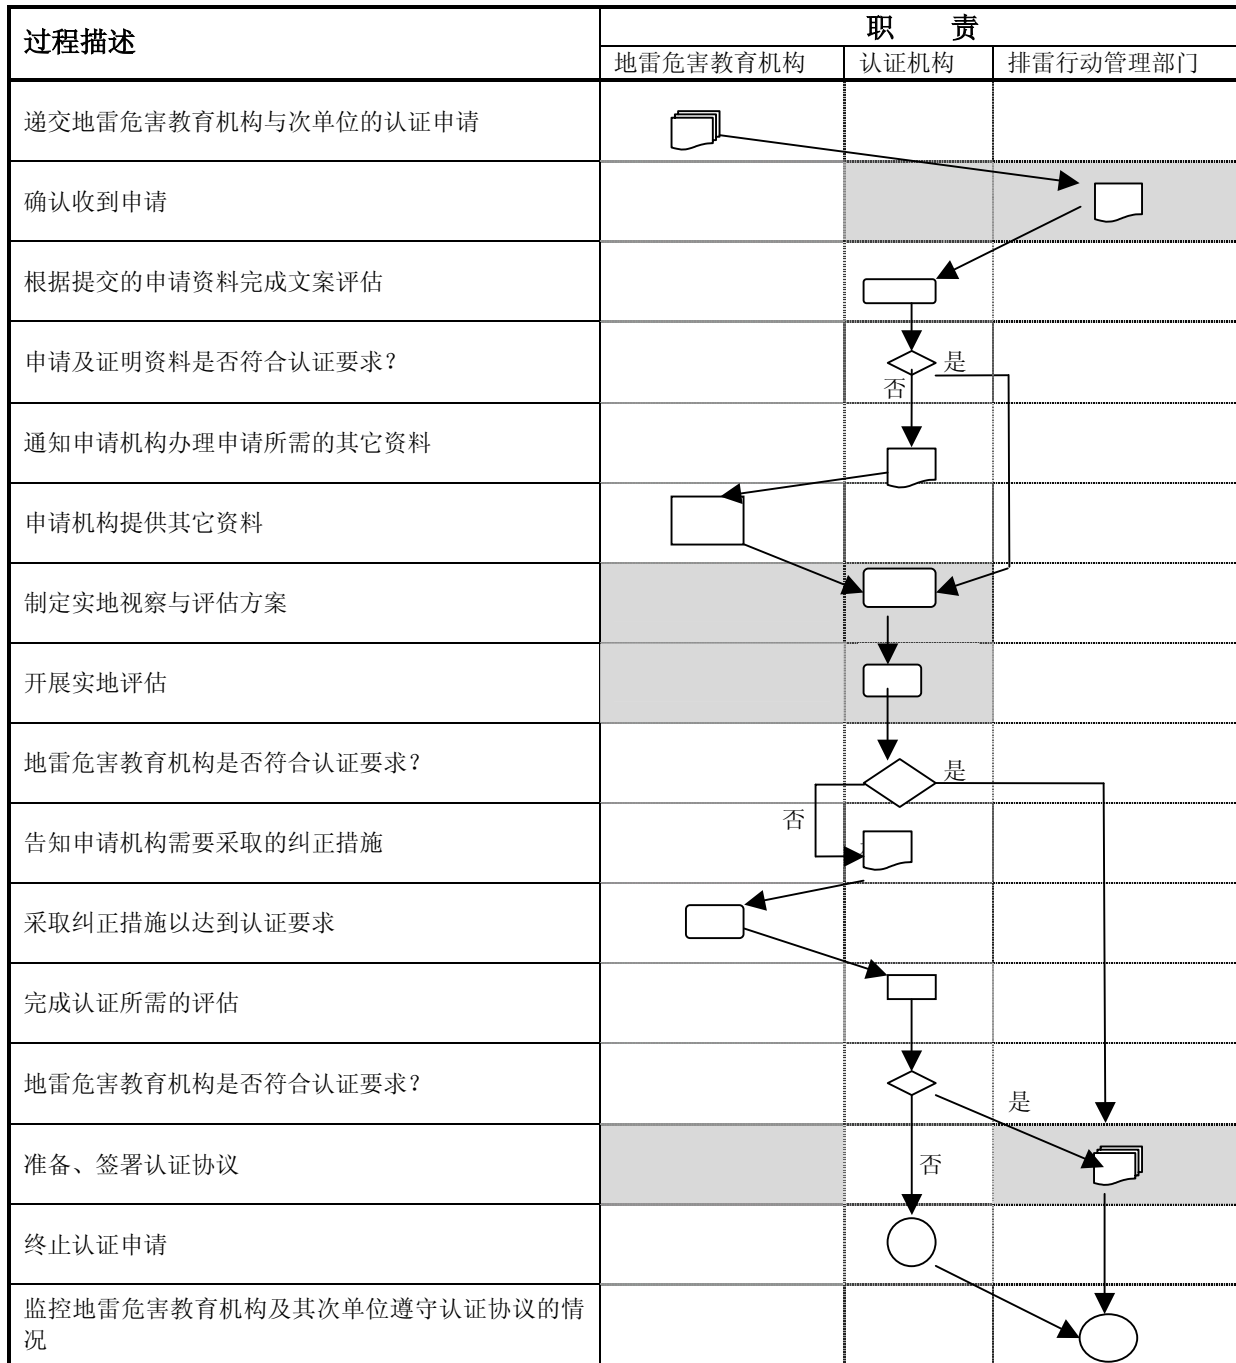 过程描述
职 责
地雷危害教育机构 认证机构 排雷行动管理部门
递交地雷危害教育机构与次单位的认证申请
确认收到申请
根据提交的申请资料完成文案评估
申请及证明资料是否符合认证要求？
是
否
通知申请机构办理申请所需的其它资料
申请机构提供其它资料
制定实地视察与评估方案
开展实地评估
地雷危害教育机构是否符合认证要求？
是
否
告知申请机构需要采取的纠正措施
采取纠正措施以达到认证要求
完成认证所需的评估
地雷危害教育机构是否符合认证要求？
是
准备、签署认证协议
否
终止认证申请
监控地雷危害教育机构及其次单位遵守认证协议的情
况